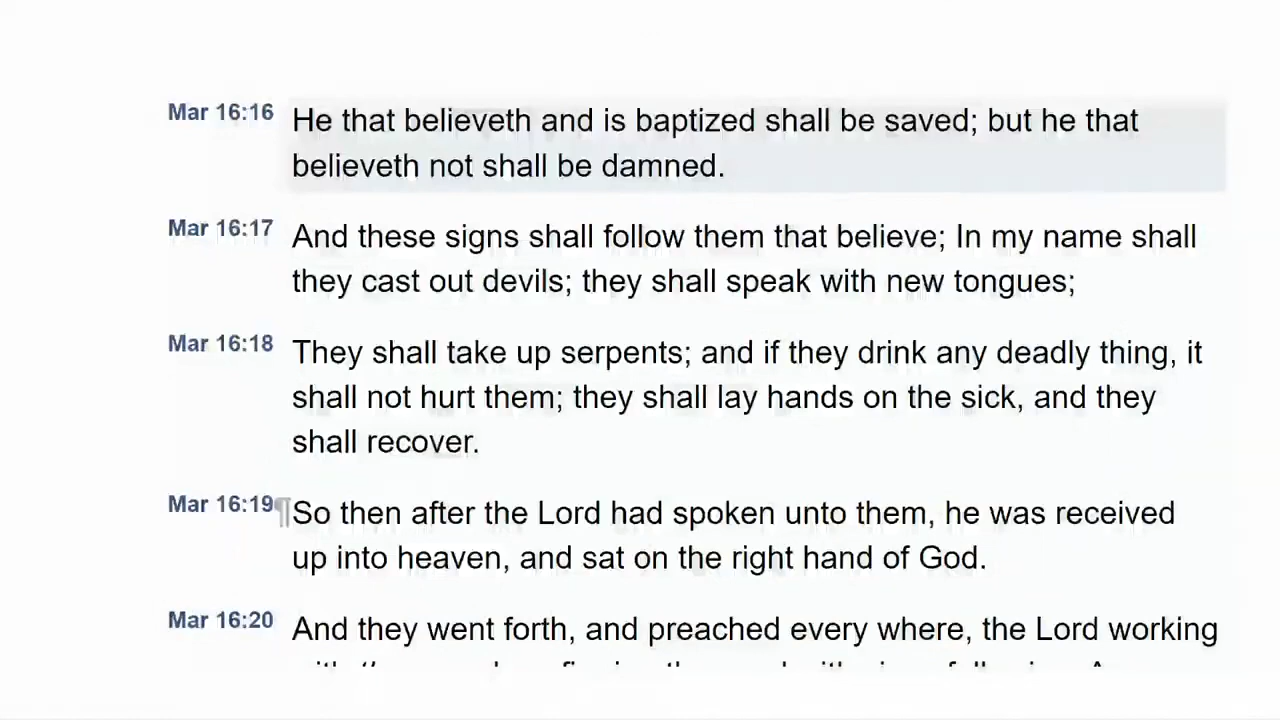 Mar 16:16 He that believeth and is baptized shall be saved; but he that
believeth not shall be damned.
Mar 16:17 And these signs shall follow them that believe; In my name shall
they cast out devils; they shall speak with new tongues;
Mar 16:18 They shall take up serpents; and if they drink any deadly thing, it
shall not hurt them; they shall lay hands on the sick, and they
shall recover.
Mar 16:19 ¶So then after the Lord had spoken unto them, he was received
up into heaven, and sat on the right hand of God.
Mar 16:20 And they went forth, and preached every where, the Lord working